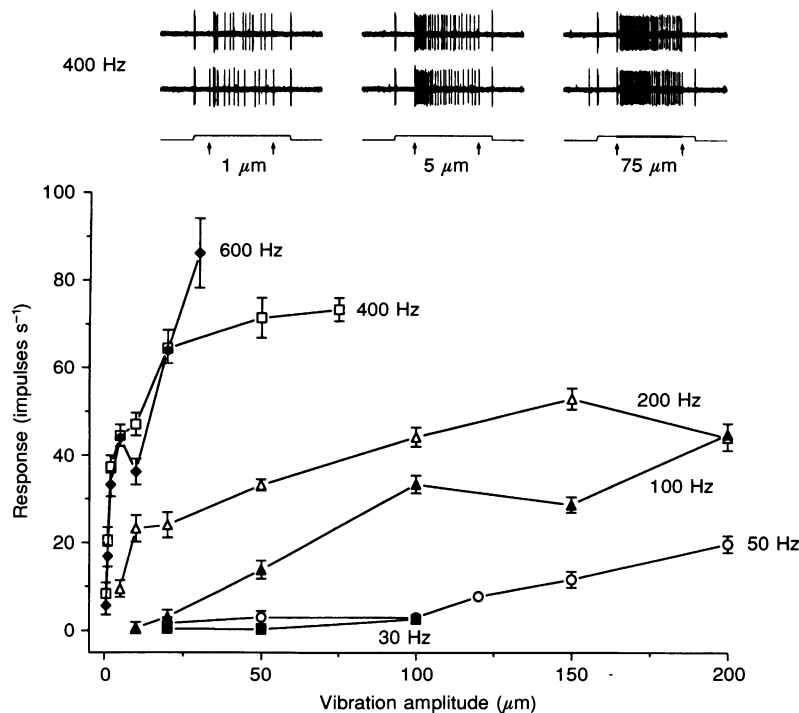 400 Hz
1 μm
5 μm
75 μm
100
80
60
40
20
0
Response (impulses s⁻¹)
600 Hz
400 Hz
200 Hz
100 Hz
50 Hz
30 Hz
0
50
100
150
200
Vibration amplitude (μm)